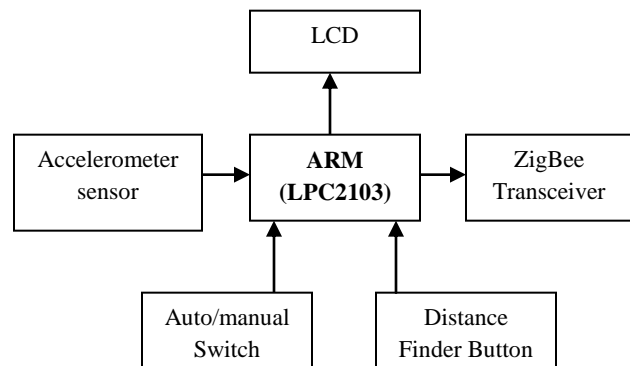 LCD
Accelerometer
sensor
ARM
(LPC2103)
ZigBee
Transceiver
Auto/manual
Switch
Distance
Finder Button